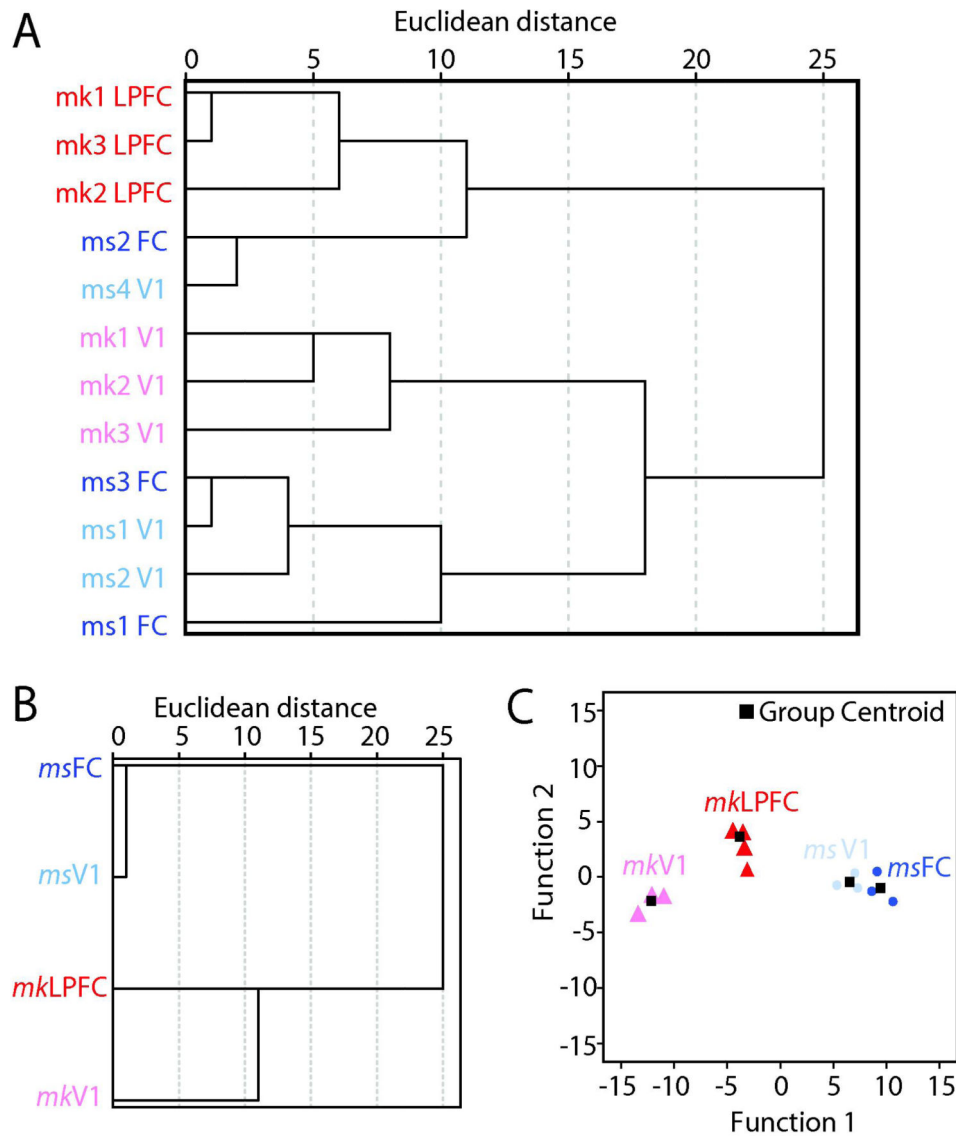 A
Euclidean distance
0 5 10 15 20 25
mk1 LPFC
mk3 LPFC
mk2 LPFC
ms2 FC
ms4 V1
mk1 V1
mk2 V1
mk3 V1
ms3 FC
ms1 V1
ms2 V1
ms1 FC
B
Euclidean distance
0 5 10 15 20 25
msFC
msV1
mkLPFC
mkV1
C
Group Centroid
mkLPFC
mkV1
ms V1
msFC
Function 2
15
10
5
0
-5
-10
-15
-15 -10 -5 0 5 10 15
Function 1